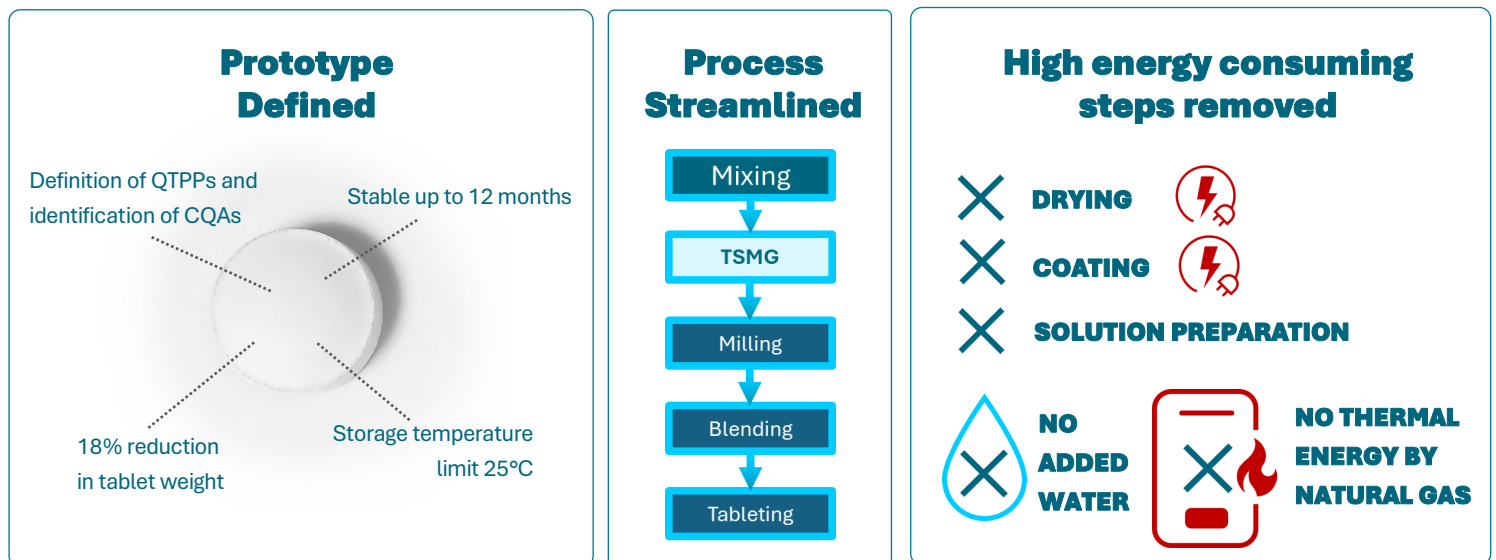 Prototype
Defined
Definition of QTPPs and
identification of CQAs
Stable up to 12 months
18% reduction
in tablet weight
Storage temperature
limit 25°C
Process
Streamlined
Mixing
TSMG
Milling
Blending
Tableting
High energy consuming
steps removed
DRYING
COATING
SOLUTION PREPARATION
NO
ADDED
WATER
NO THERMAL
ENERGY BY
NATURAL GAS